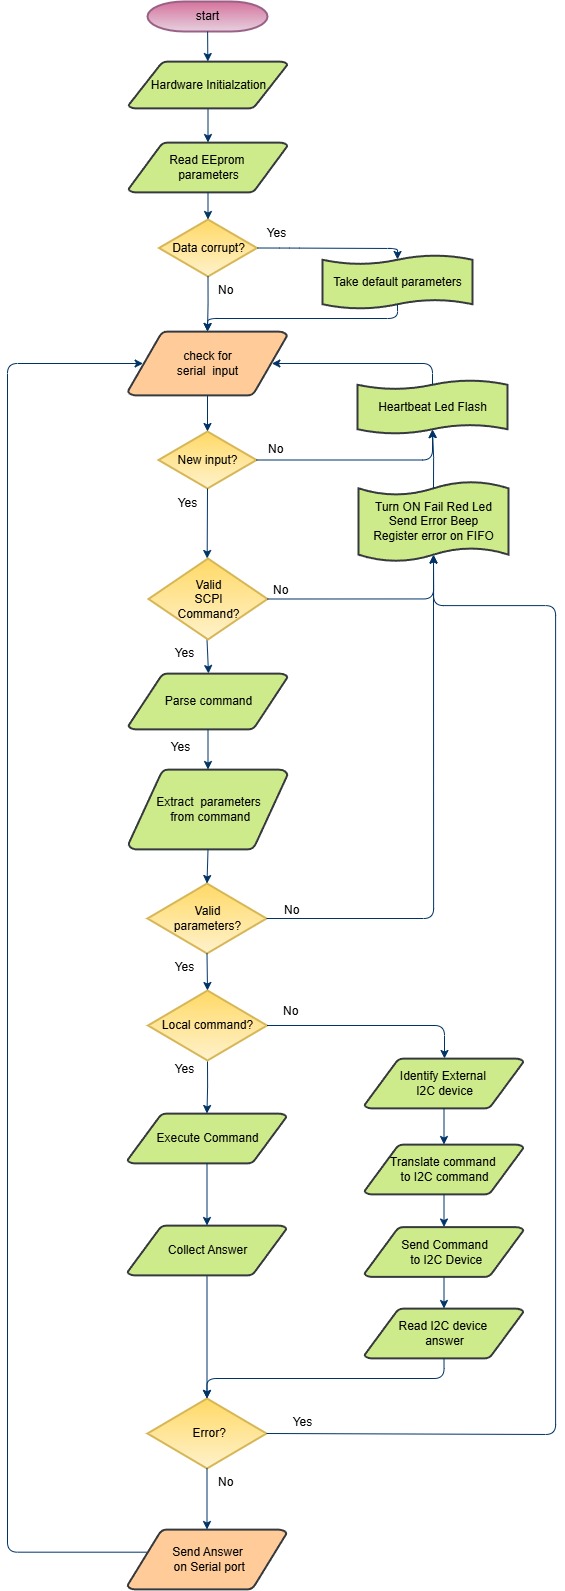 start
Hardware Initialzation
Read EEprom
parameters
Data corrupt?
Yes
Take default parameters
No
check for
serial input
Heartbeat Led Flash
New input?
No
Yes
Turn ON Fail Red Led
Send Error Beep
Register error on FIFO
Valid
SCPI
Command?
No
Yes
Parse command
Yes
Extract parameters
from command
Valid
parameters?
No
Yes
Local command?
No
Yes
Identify External
I2C device
Execute Command
Translate command
to I2C command
Collect Answer
Send Command
to I2C Device
Read I2C device
answer
Error?
Yes
No
Send Answer
on Serial port